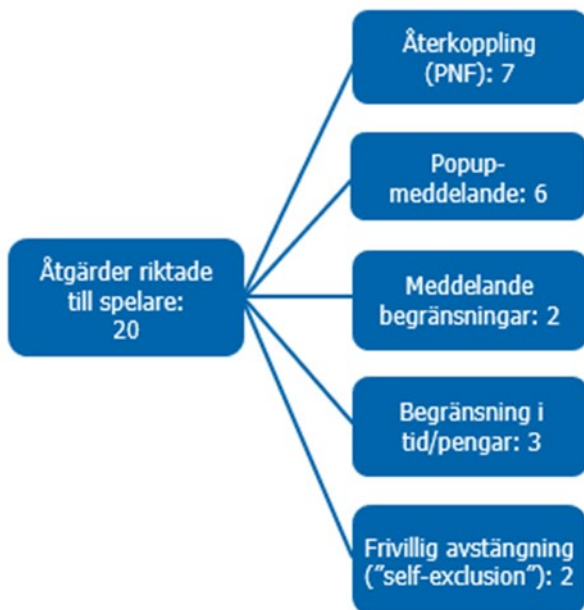 Återkoppling
(PNF): 7
Popup-
meddelande: 6
Åtgärder riktade
till spelare:
20
Meddelande
begränsningar: 2
Begränsning i
tid/pengar: 3
Frivillig avstängning
(”self-exclusion”): 2